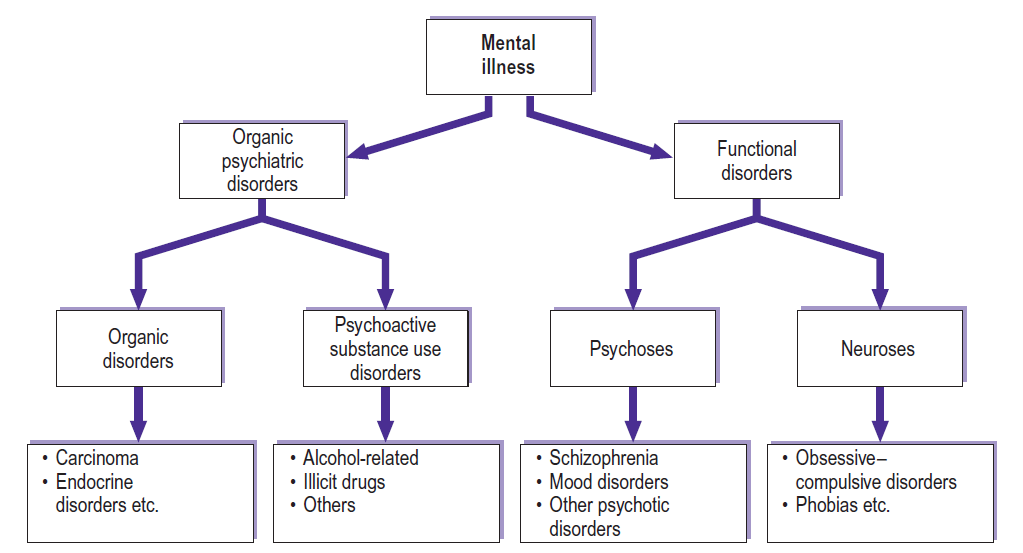 Mental
illness
Organic
psychiatric
disorders
Functional
disorders
Organic
disorders
Psychoactive
substance use
disorders
Psychoses
Neuroses
• Carcinoma
• Endocrine
disorders etc.
• Alcohol-related
• Illicit drugs
• Others
• Schizophrenia
• Mood disorders
• Other psychotic
disorders
• Obsessive–
compulsive disorders
• Phobias etc.